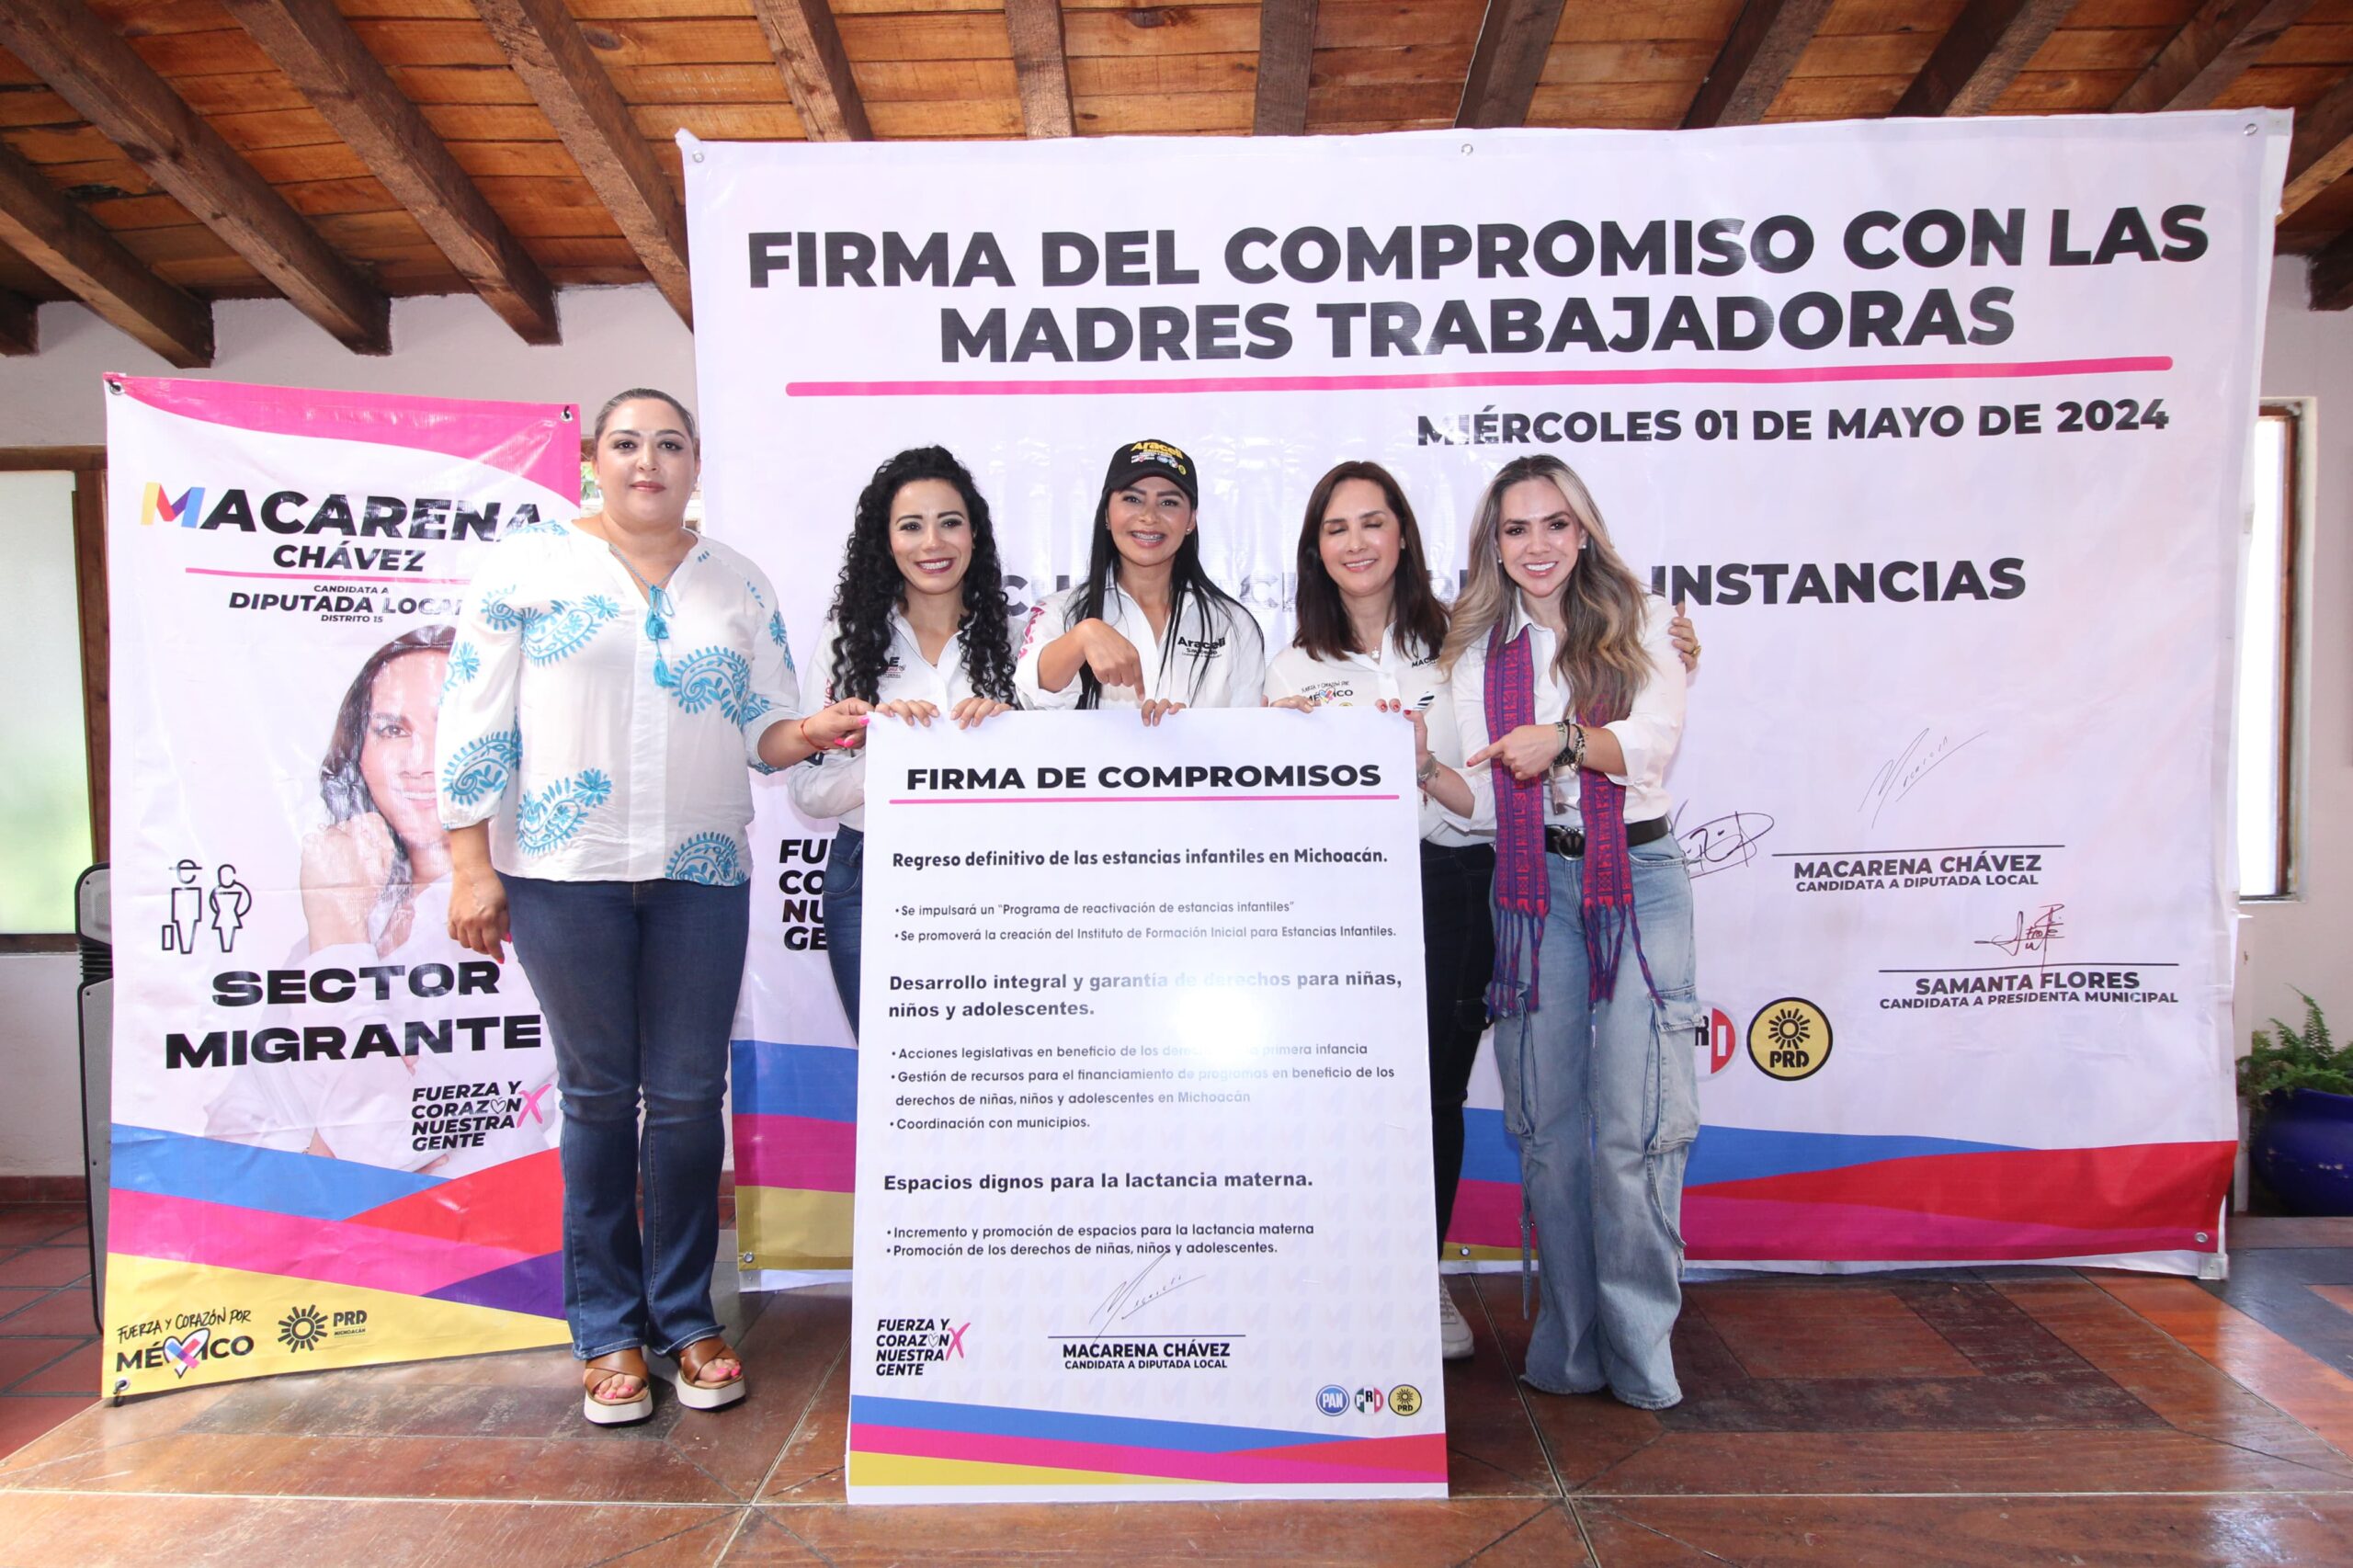 FIRMA DEL COMPROMISO CON LAS
MADRES TRABAJADORAS
MIÉRCOLES 01 DE MAYO DE 2024
INSTANCIAS
MACARENA CHÁVEZ
CANDIDATA A DIPUTADA LOCAL
SAMANTA FLORES
CANDIDATA A PRESIDENTA MUNICIPAL
PRD
MACARENA
CHÁVEZ
CANDIDATA A
DIPUTADA LOCAL
DISTRITO 15
SECTOR
MIGRANTE
FUERZA Y
CORAZÓN
NUESTRA
GENTE
FUERZA Y CORAZÓN POR
MÉXICO
PRD
MICHOACÁN
Araceli
Araceli
FUERZA Y CORAZÓN POR
MÉXICO
FIRMA DE COMPROMISOS
Regreso definitivo de las estancias infantiles en Michoacán.
• Se impulsará un "Programa de reactivación de estancias infantiles"
• Se promoverá la creación del Instituto de Formación Inicial para Estancias Infantiles.
Desarrollo integral y garantía de derechos para niñas,
niños y adolescentes.
• Acciones legislativas en beneficio de los primera infancia
• Gestión de recursos para el financiamiento de programas en beneficio de los
derechos de niñas, niños y adolescentes en Michoacán
• Coordinación con municipios.
Espacios dignos para la lactancia materna.
• Incremento y promoción de espacios para la lactancia materna
• Promoción de los derechos de niñas, niños y adolescentes.
FUERZA Y
CORAZÓN
NUESTRA
GENTE
MACARENA CHÁVEZ
CANDIDATA A DIPUTADA LOCAL
PAN
PRI
PRD